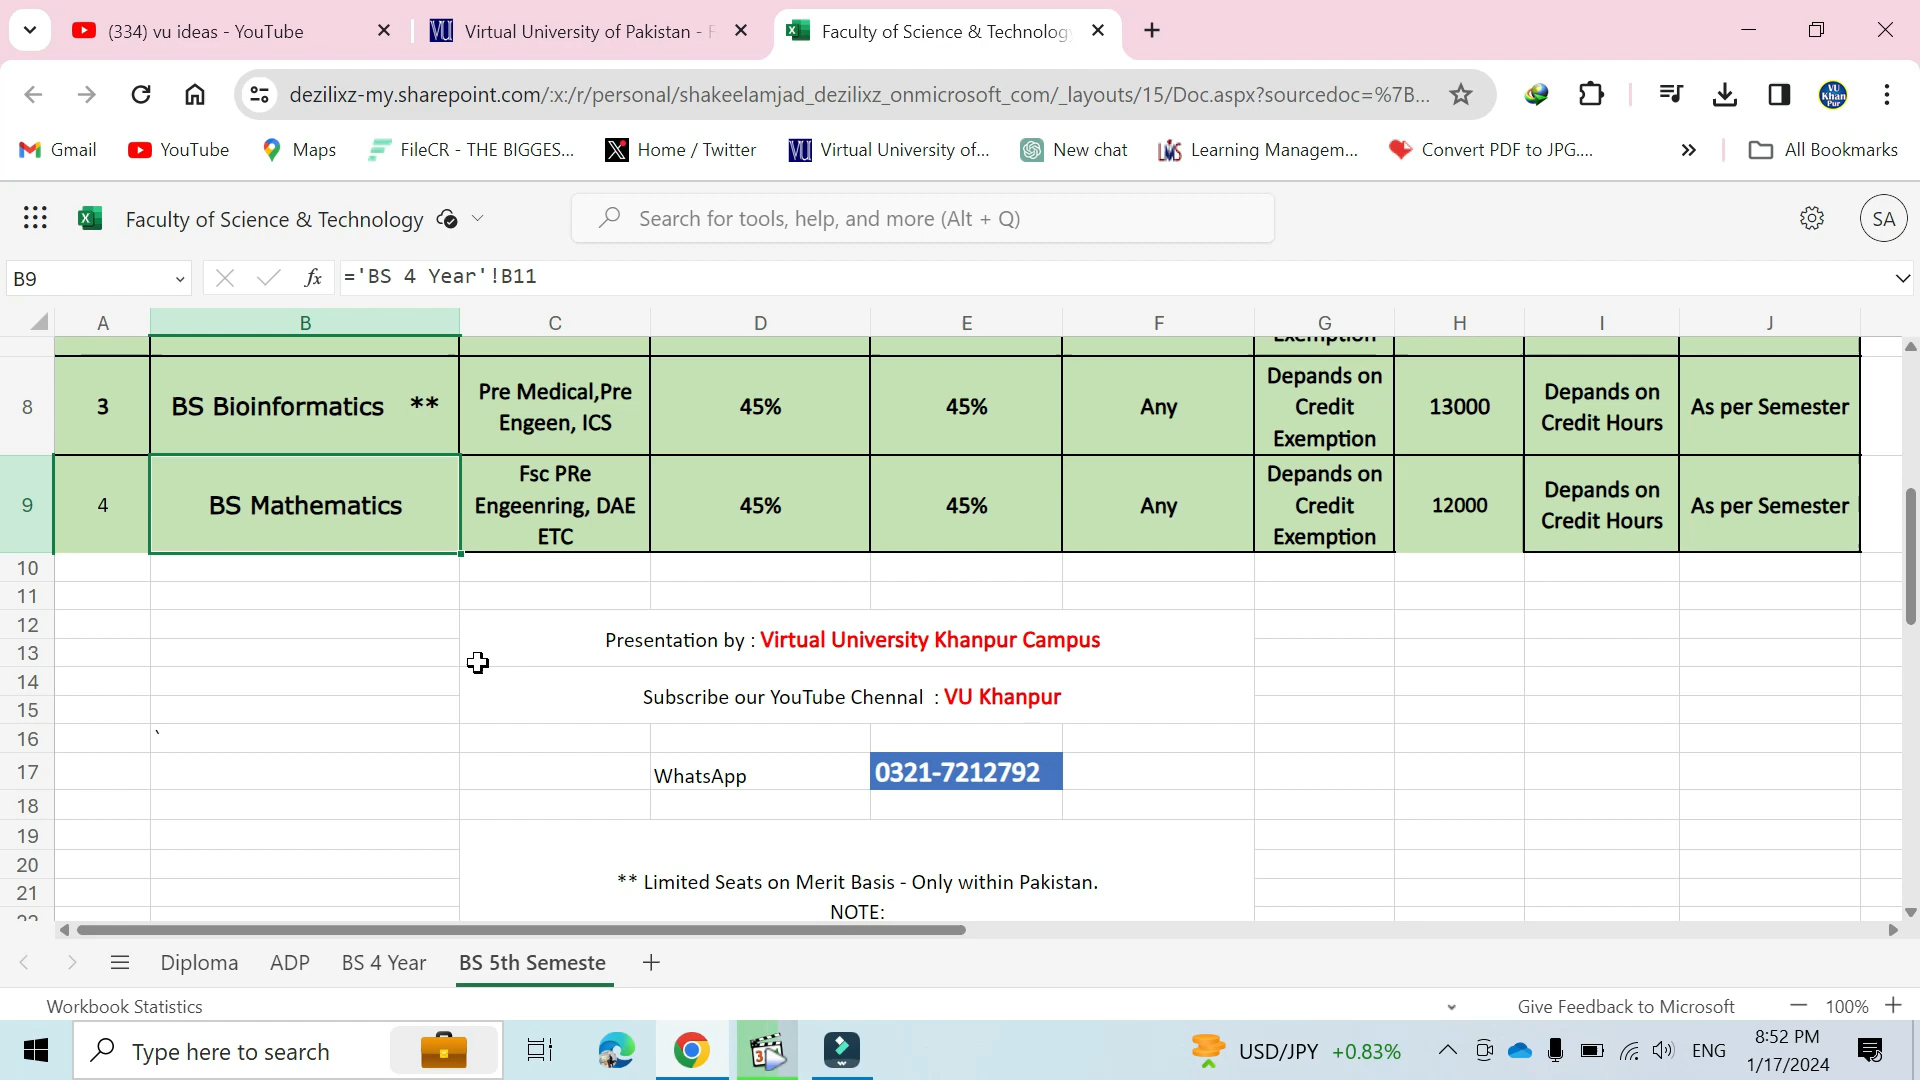 (334) vu ideas - YouTube
Virtual University of Pakistan - F
Faculty of Science & Technology
dezilixz-my.sharepoint.com/:x:/r/personal/shakeelamjad_dezilixz_onmicrosoft_com/_layouts/15/Doc.aspx?sourcedoc=%7B...
VU Khan Pur
Gmail
YouTube
Maps
FileCR - THE BIGGES...
Home / Twitter
VU
Virtual University of...
New chat
LMS
Learning Managem...
Convert PDF to JPG....
All Bookmarks
Faculty of Science & Technology
Search for tools, help, and more (Alt + Q)
SA
B9
fx
='BS 4 Year'!B11
A B C D E F G H I J
Exemption
8 3 BS Bioinformatics ** Pre Medical,Pre Engeen, ICS 45% 45% Any Depands on Credit Exemption 13000 Depands on Credit Hours As per Semester
9 4 BS Mathematics Fsc PRe Engeenring, DAE ETC 45% 45% Any Depands on Credit Exemption 12000 Depands on Credit Hours As per Semester
10
11
12
Presentation by : Virtual University Khanpur Campus
13
14
Subscribe our YouTube Chennal : VU Khanpur
15
16 `
17 WhatsApp 0321-7212792
18
19
20
21 ** Limited Seats on Merit Basis - Only within Pakistan.
22 NOTE:
Diploma ADP BS 4 Year BS 5th Semeste
Workbook Statistics
Give Feedback to Microsoft
100%
Type here to search
USD/JPY +0.83%
ENG
8:52 PM
1/17/2024